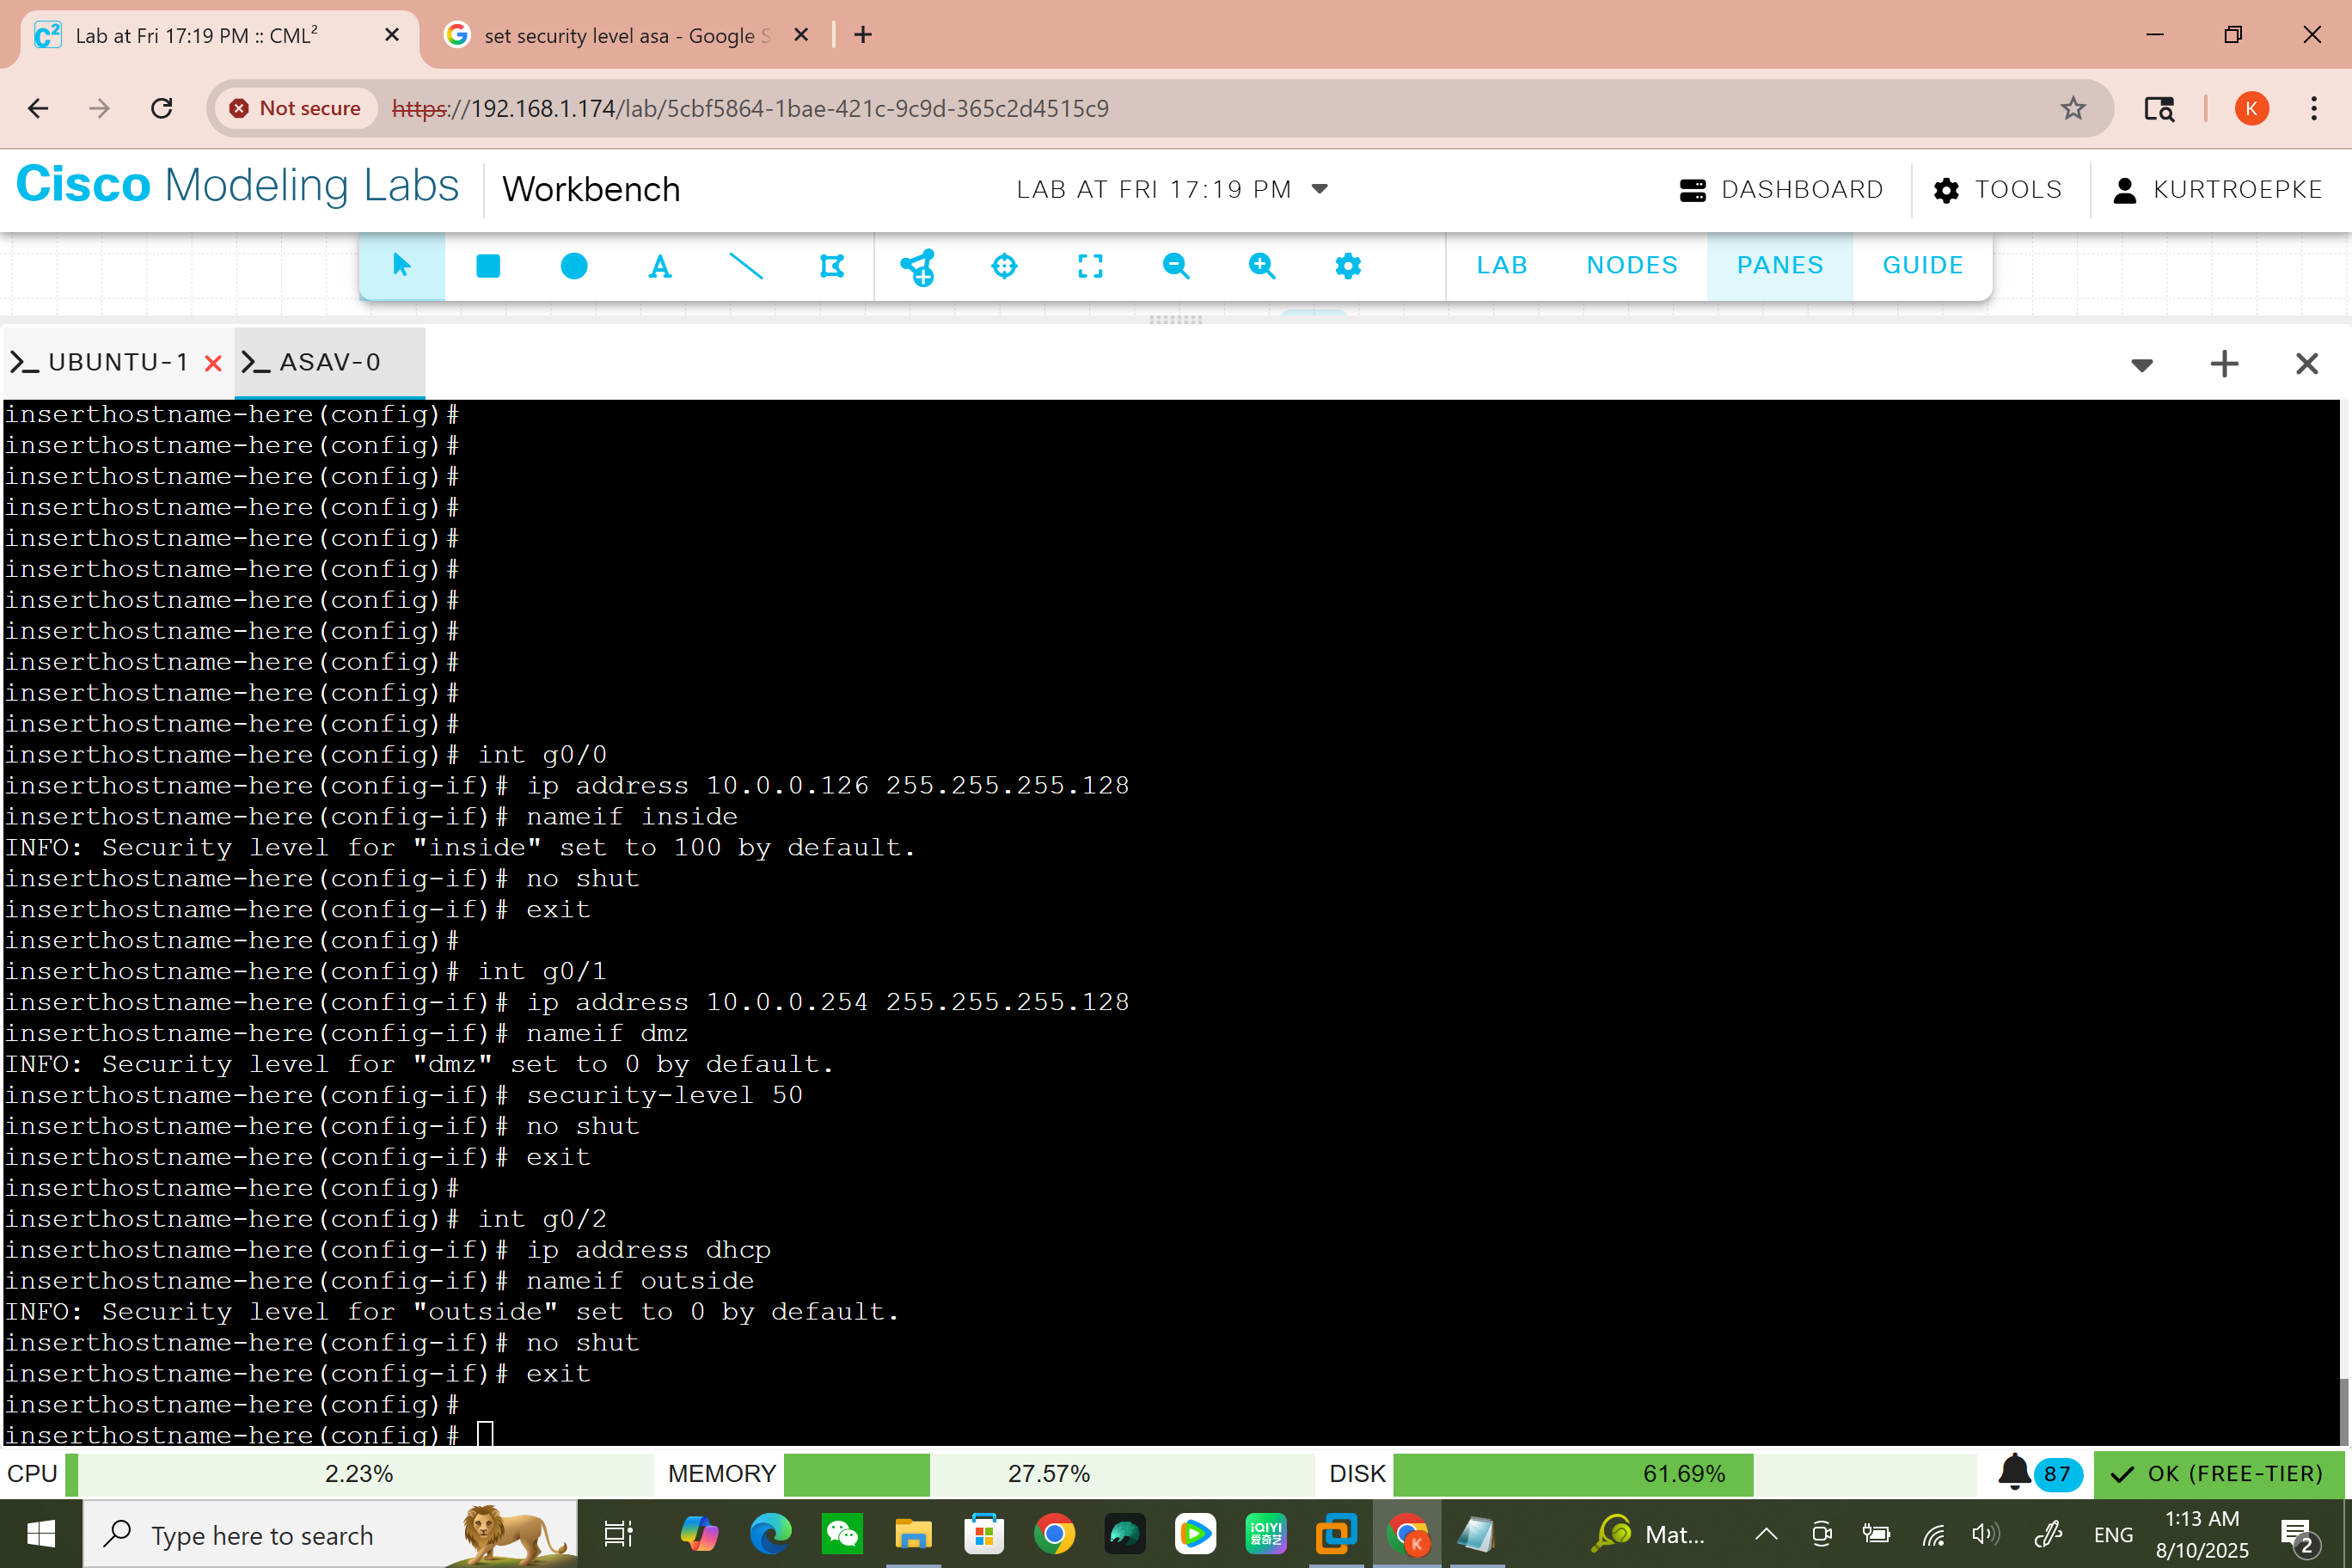 Lab at Fri 17:19 PM :: CML²
set security level asa - Google S
Not secure
https://192.168.1.174/lab/5cbf5864-1bae-421c-9c9d-365c2d4515c9
K
Cisco Modeling Labs
Workbench
LAB AT FRI 17:19 PM
DASHBOARD
TOOLS
KURTROEPKE
A
LAB
NODES
PANES
GUIDE
UBUNTU-1
ASAV-0
inserthostname-here(config)#
inserthostname-here(config)#
inserthostname-here(config)#
inserthostname-here(config)#
inserthostname-here(config)#
inserthostname-here(config)#
inserthostname-here(config)#
inserthostname-here(config)#
inserthostname-here(config)#
inserthostname-here(config)#
inserthostname-here(config)#
inserthostname-here(config)# int g0/0
inserthostname-here(config-if)# ip address 10.0.0.126 255.255.255.128
inserthostname-here(config-if)# nameif inside
INFO: Security level for "inside" set to 100 by default.
inserthostname-here(config-if)# no shut
inserthostname-here(config-if)# exit
inserthostname-here(config)#
inserthostname-here(config)# int g0/1
inserthostname-here(config-if)# ip address 10.0.0.254 255.255.255.128
inserthostname-here(config-if)# nameif dmz
INFO: Security level for "dmz" set to 0 by default.
inserthostname-here(config-if)# security-level 50
inserthostname-here(config-if)# no shut
inserthostname-here(config-if)# exit
inserthostname-here(config)#
inserthostname-here(config)# int g0/2
inserthostname-here(config-if)# ip address dhcp
inserthostname-here(config-if)# nameif outside
INFO: Security level for "outside" set to 0 by default.
inserthostname-here(config-if)# no shut
inserthostname-here(config-if)# exit
inserthostname-here(config)#
inserthostname-here(config)#
CPU 2.23% MEMORY 27.57% DISK 61.69% 87 OK (FREE-TIER)
Type here to search
iQIYI
爱奇艺
K
Mat...
ENG
1:13 AM
8/10/2025
2